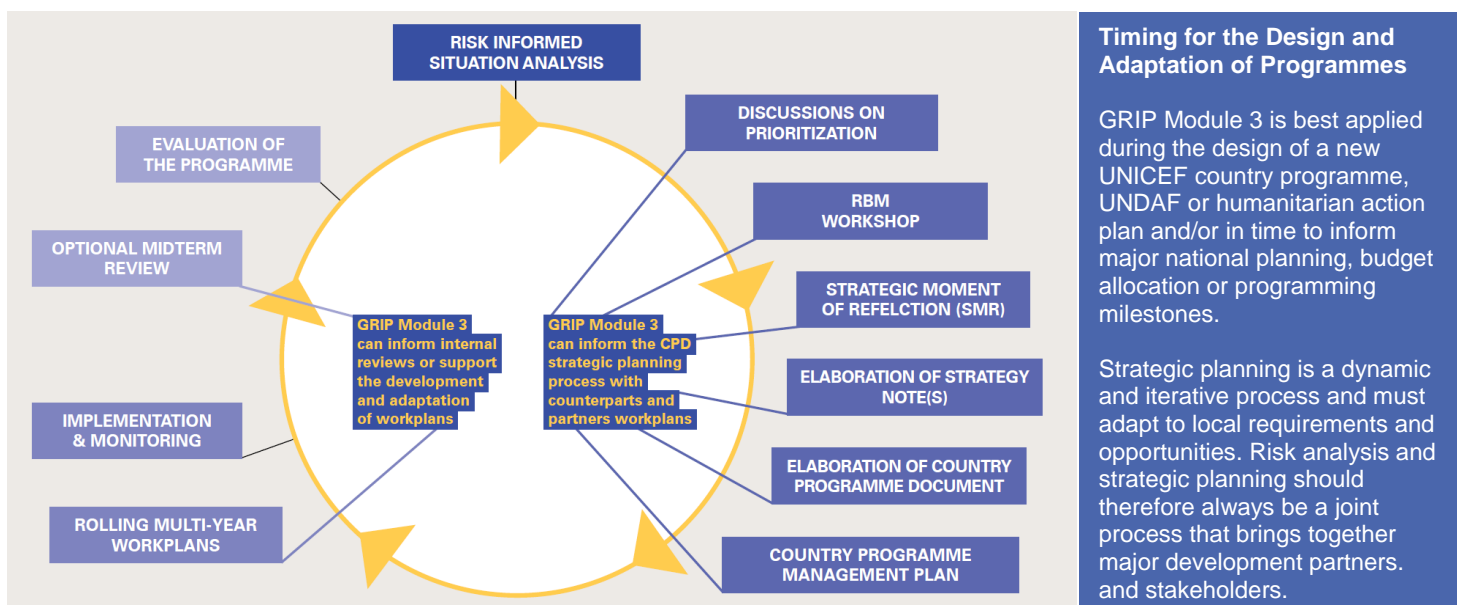 RISK INFORMED
SITUATION ANALYSIS
DISCUSSIONS ON
PRIORITIZATION
RBM
WORKSHOP
STRATEGIC MOMENT
OF REFELCTION (SMR)
ELABORATION OF STRATEGY
NOTE(S)
ELABORATION OF COUNTRY
PROGRAMME DOCUMENT
COUNTRY PROGRAMME
MANAGEMENT PLAN
ROLLING MULTI-YEAR
WORKPLANS
IMPLEMENTATION
& MONITORING
OPTIONAL MIDTERM
REVIEW
EVALUATION OF
THE PROGRAMME
GRIP Module 3
can inform internal
reviews or support
the development
and adaptation
of workplans
GRIP Module 3
can inform the CPD
strategic planning
process with
counterparts and
partners workplans
Timing for the Design and
Adaptation of Programmes
GRIP Module 3 is best applied
during the design of a new
UNICEF country programme,
UNDAF or humanitarian action
plan and/or in time to inform
major national planning, budget
allocation or programming
milestones.
Strategic planning is a dynamic
and iterative process and must
adapt to local requirements and
opportunities. Risk analysis and
strategic planning should
therefore always be a joint
process that brings together
major development partners.
and stakeholders.